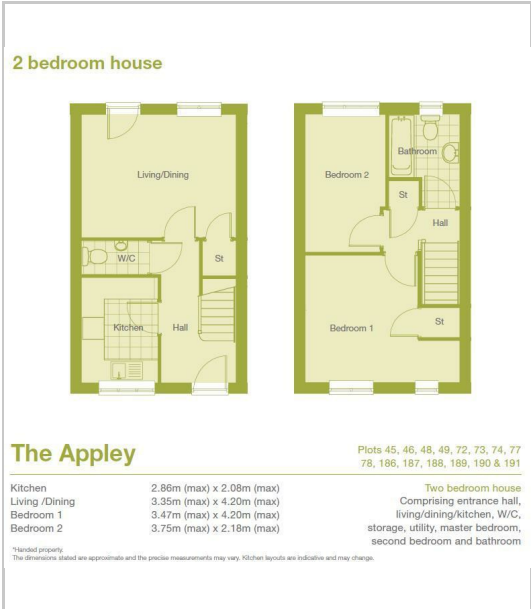 2 bedroom house
Living/Dining
W/C
St
Kitchen
Hall
Bedroom 2
Bathroom
St
Hall
Bedroom 1
St
The Appley
Plots 45, 46, 48, 49, 72, 73, 74, 77
78, 186, 187, 188, 189, 190 & 191
Kitchen 2.86m (max) x 2.08m (max)
Living /Dining 3.35m (max) x 4.20m (max)
Bedroom 1 3.47m (max) x 4.20m (max)
Bedroom 2 3.75m (max) x 2.18m (max)
Two bedroom house
Comprising entrance hall,
living/dining/kitchen, W/C,
storage, utility, master bedroom,
second bedroom and bathroom
*Handed property.
The dimensions stated are approximate and the precise measurements may vary. Kitchen layouts are indicative and may change.